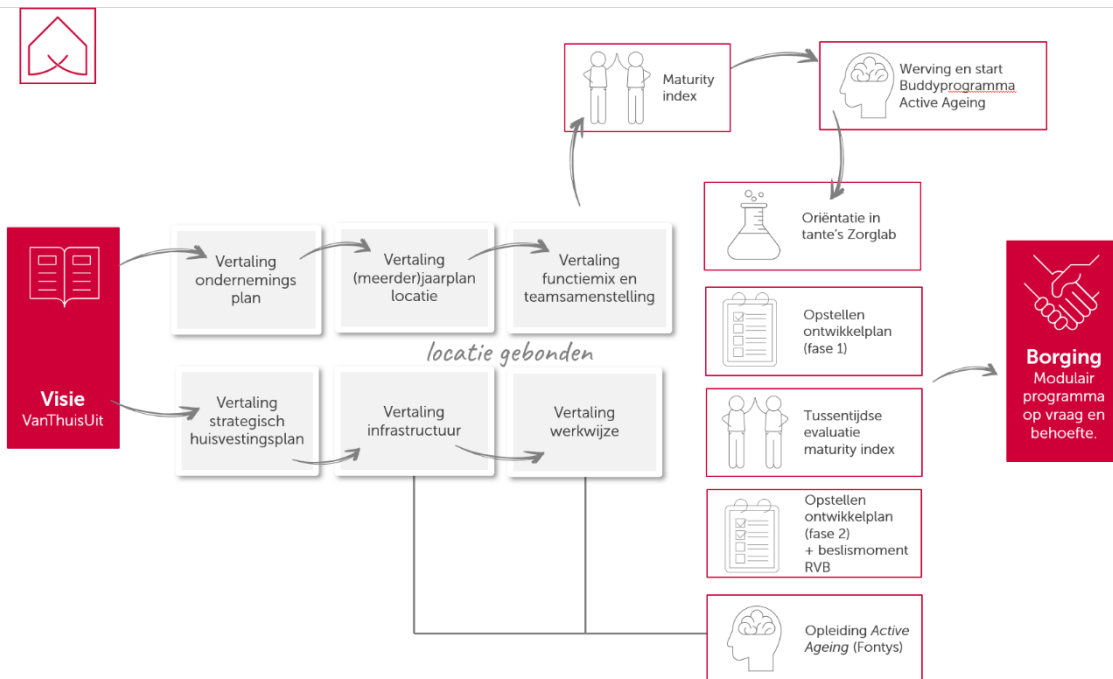 Maturity
index
Werving en start
Buddyprogramma
Active Ageing
Oriëntatie in
tante's Zorglab
Visie
VanThuisUit
Vertaling
ondernemings
plan
Vertaling
(meerder)jaarplan
locatie
Vertaling
functiemix en
teamsamenstelling
locatie gebonden
Vertaling
strategisch
huisvestingsplan
Vertaling
infrastructuur
Vertaling
werkwijze
Opstellen
ontwikkelplan
(fase 1)
Tussentijdse
evaluatie
maturity index
Opstellen
ontwikkelplan
(fase 2)
+ beslismoment
RVB
Opleiding Active
Ageing (Fontys)
Borging
Modulair
programma
op vraag en
behoefte.